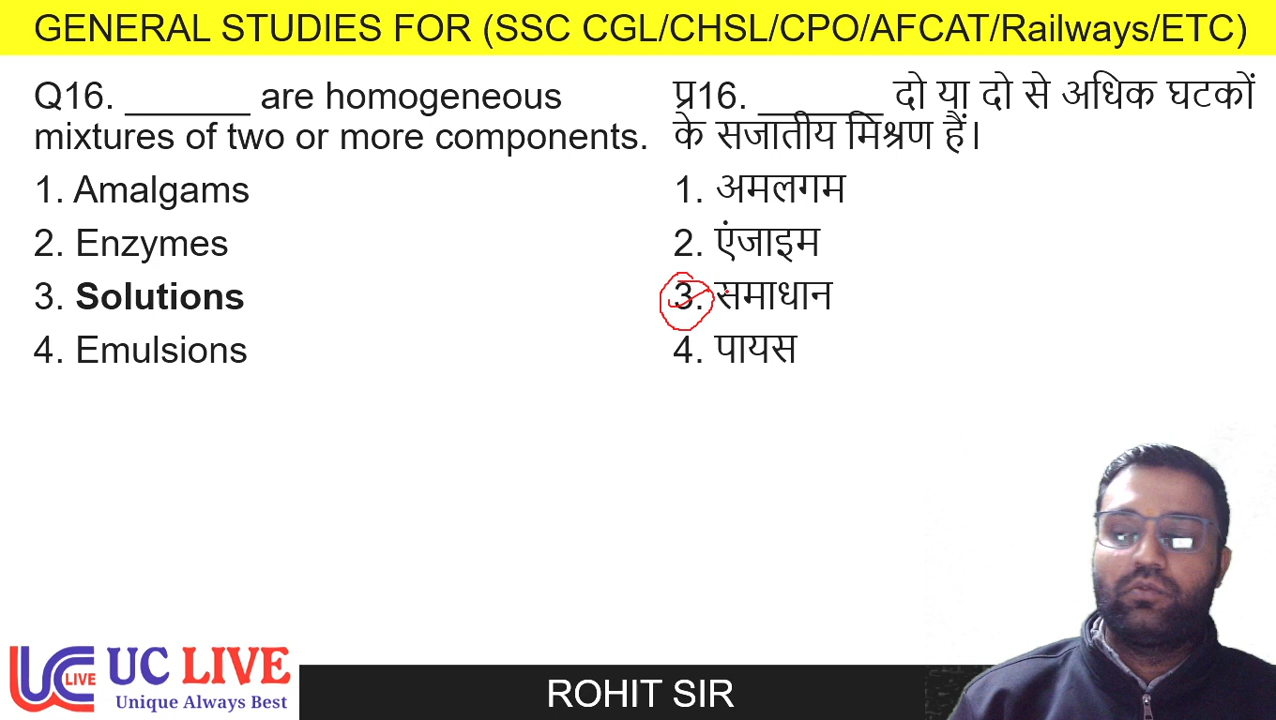 GENERAL STUDIES FOR (SSC CGL/CHSL/CPO/AFCAT/Railways/ETC)
Q16. _______ are homogeneous
mixtures of two or more components.
1. Amalgams
2. Enzymes
3. Solutions
4. Emulsions
प्र16. _______ दो या दो से अधिक घटकों
के सजातीय मिश्रण हैं।
1. अमलगम
2. एंजाइम
3. समाधान
4. पायस
UC LIVE
LIVE
Unique Always Best
ROHIT SIR